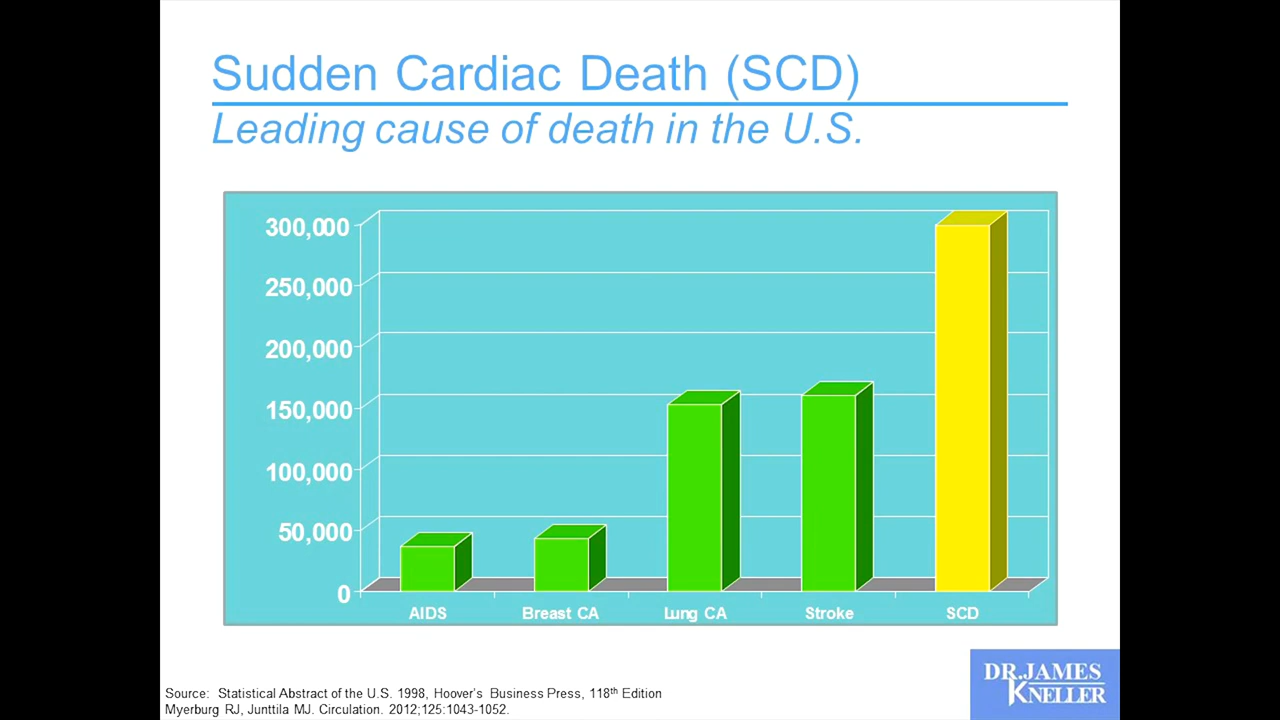 Sudden Cardiac Death (SCD)
Leading cause of death in the U.S.
300,000
250,000
200,000
150,000
100,000
50,000
0
AIDS
Breast CA
Lung CA
Stroke
SCD
Source: Statistical Abstract of the U.S. 1998, Hoover's Business Press, 118th Edition
Myerburg RJ, Junttila MJ. Circulation. 2012;125:1043-1052.
DR. JAMES
KNELLER